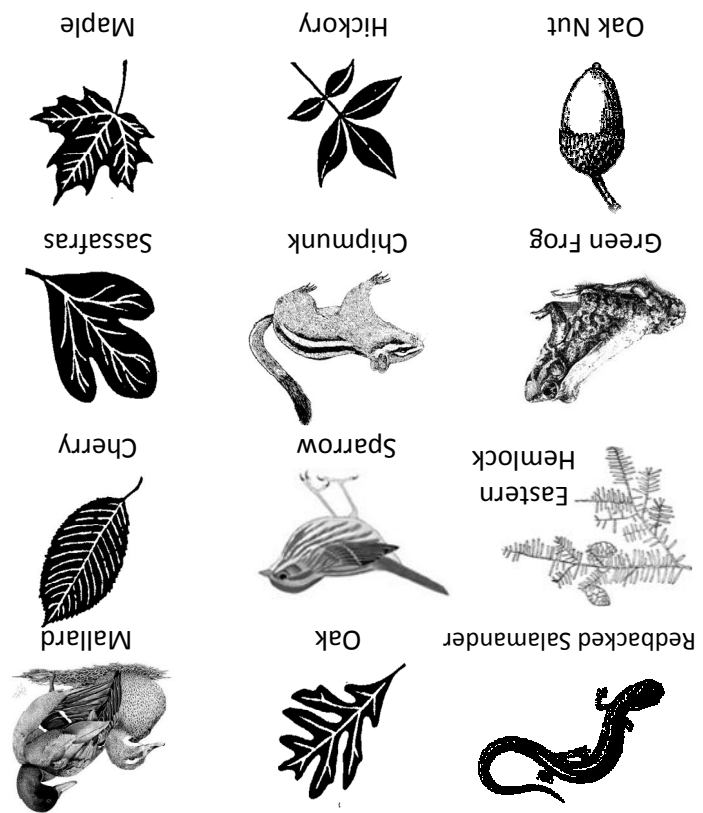 Redbacked Salamander
Oak
Mallard
Eastern
Hemlock
Sparrow
Cherry
Green Frog
Chipmunk
Sassafras
Oak Nut
Hickory
Maple